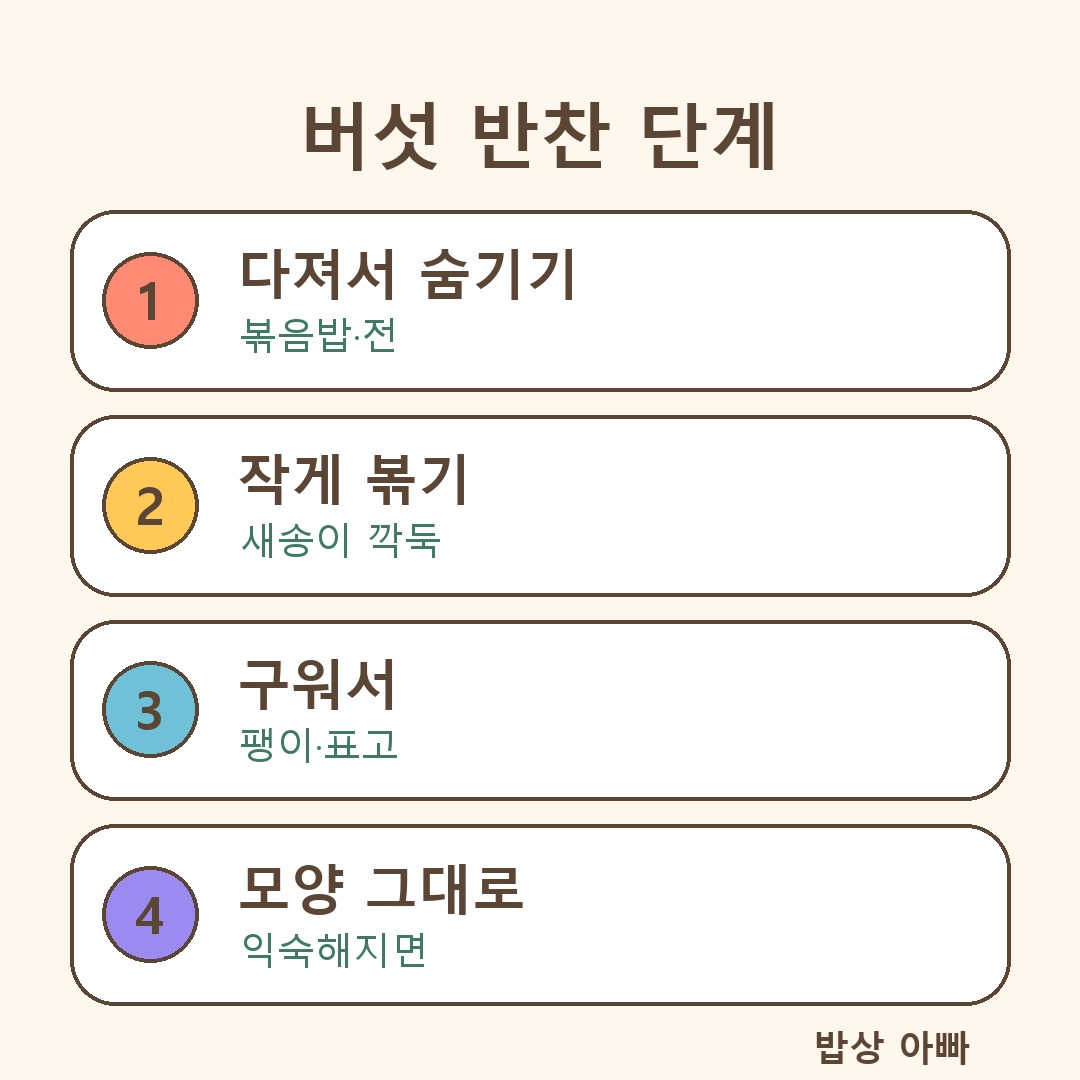 버섯 반찬 단계
1
다져서 숨기기
볶음밥·전
2
작게 볶기
새송이 깍둑
3
구워서
팽이·표고
4
모양 그대로
익숙해지면
밥상 아빠